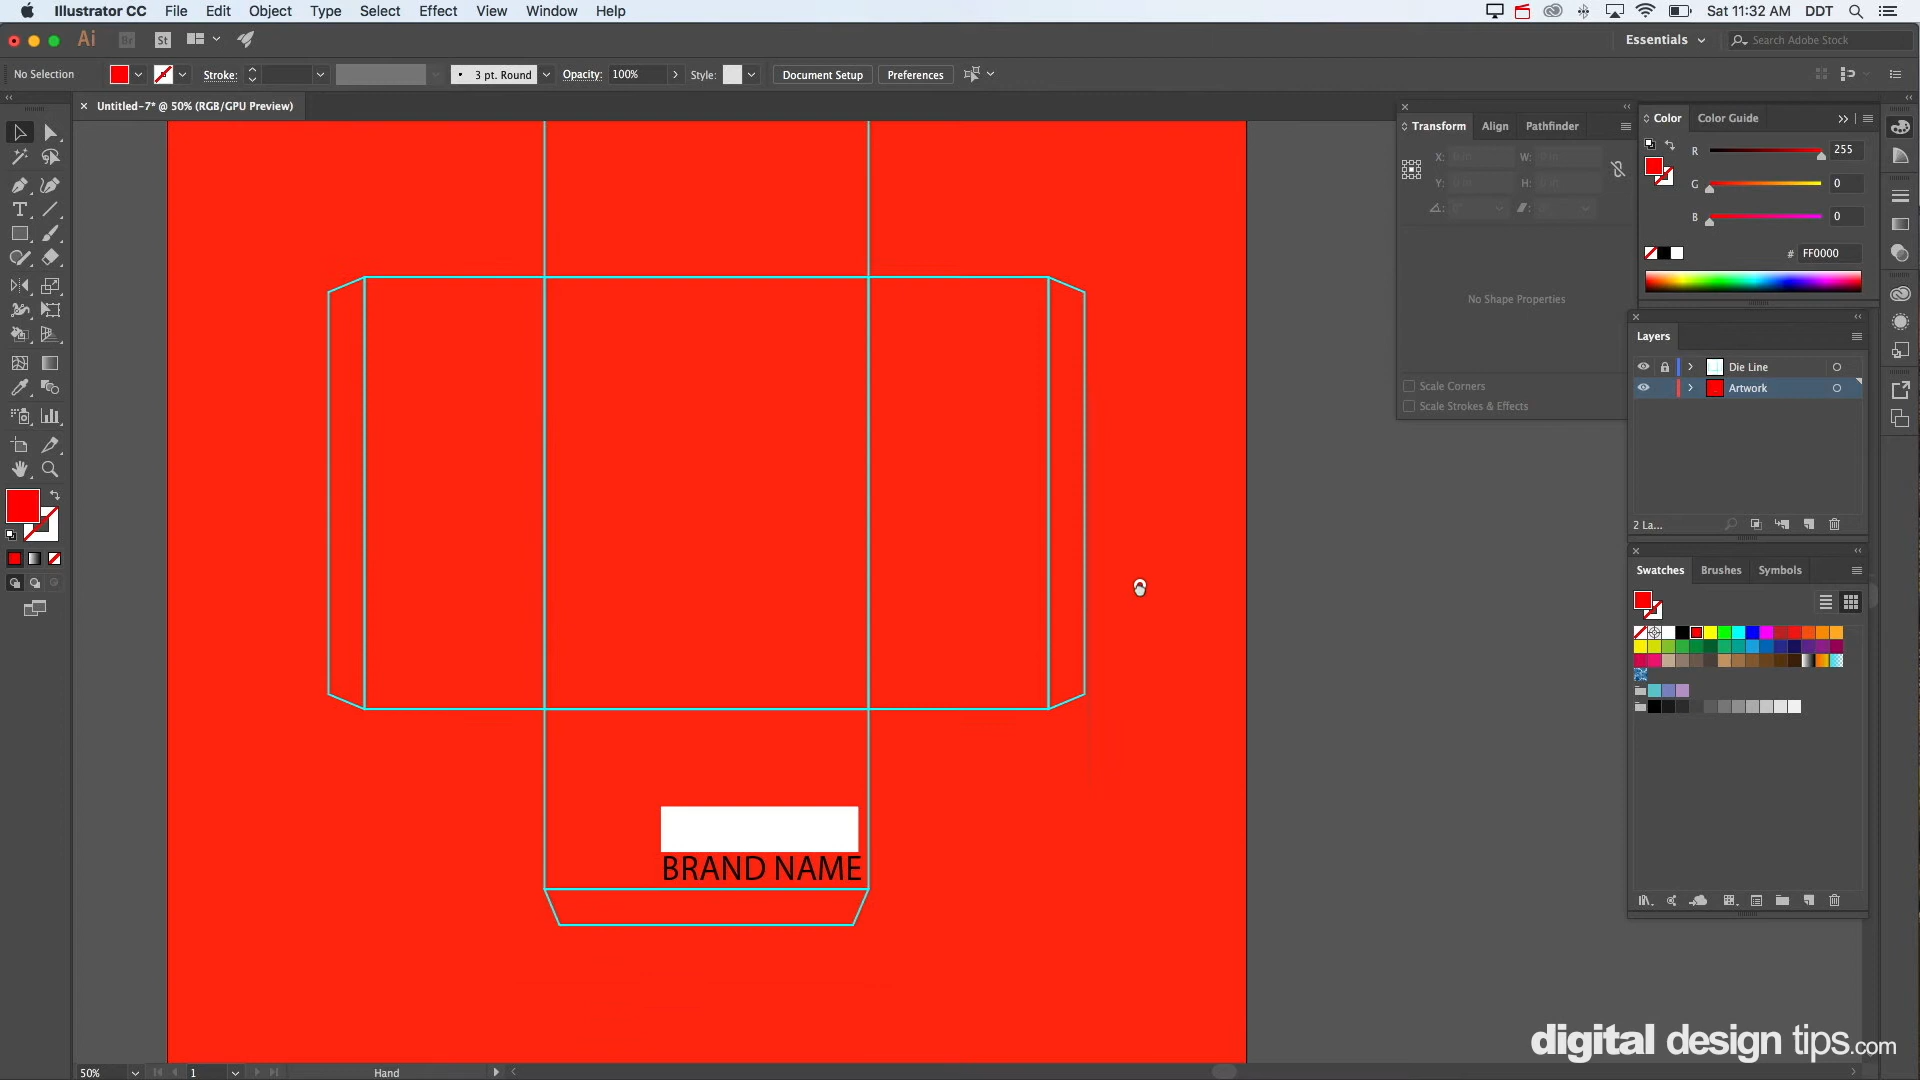 Illustrator CC File Edit Object Type Select Effect View Window Help
Sat 11:32 AM DDT
Ai Br St
Essentials
Search Adobe Stock
No Selection
Stroke:
3 pt. Round
Opacity: 100%
Style:
Document Setup
Preferences
Untitled-7* @ 50% (RGB/GPU Preview)
Transform Align Pathfinder
X: W:
Y: H:
No Shape Properties
Scale Corners
Scale Strokes & Effects
Color Color Guide
R 255
G 0
B 0
# FF0000
Layers
Die Line
Artwork
2 La...
Swatches Brushes Symbols
BRAND NAME
50%
1
Hand
digital design tips.com